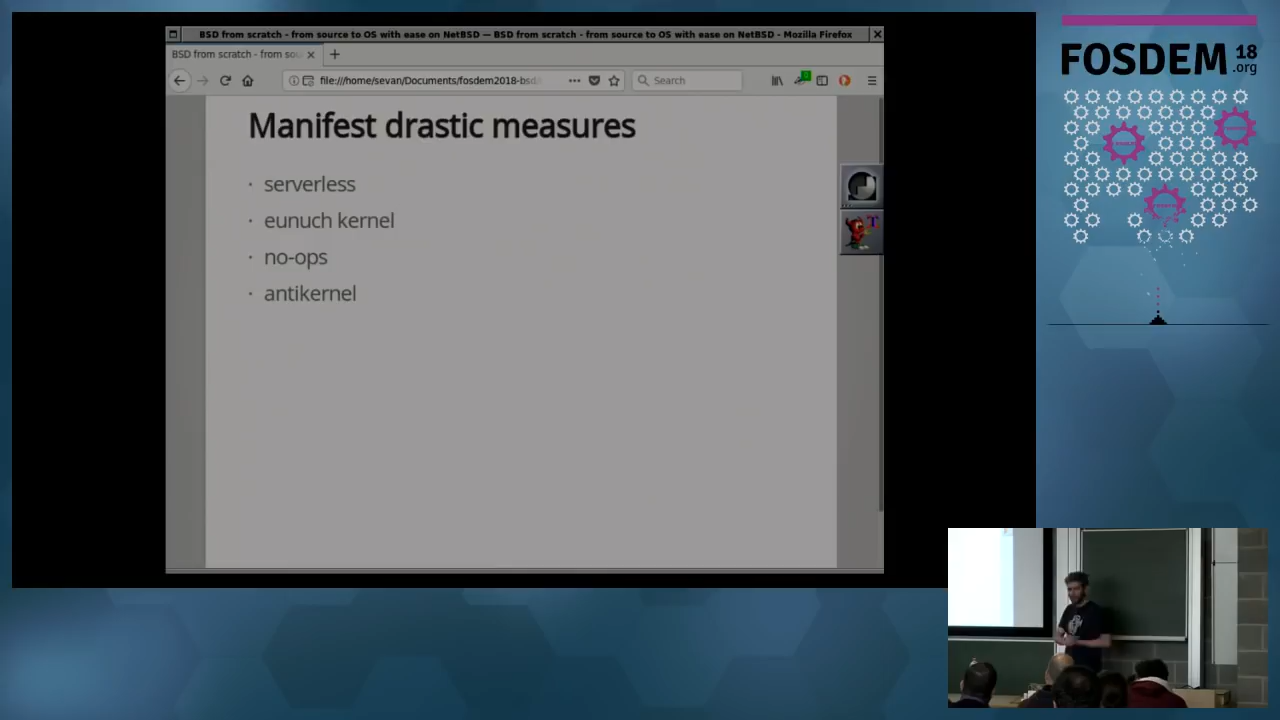 BSD from scratch - from source to OS with ease on NetBSD — BSD from scratch - from source to OS with ease on NetBSD - Mozilla Firefox
BSD from scratch - from sou
file:///home/sevan/Documents/fosdem2018-bsd
Search
Manifest drastic measures
· serverless
· eunuch kernel
· no-ops
· antikernel
T
FOSDEM 18
.org